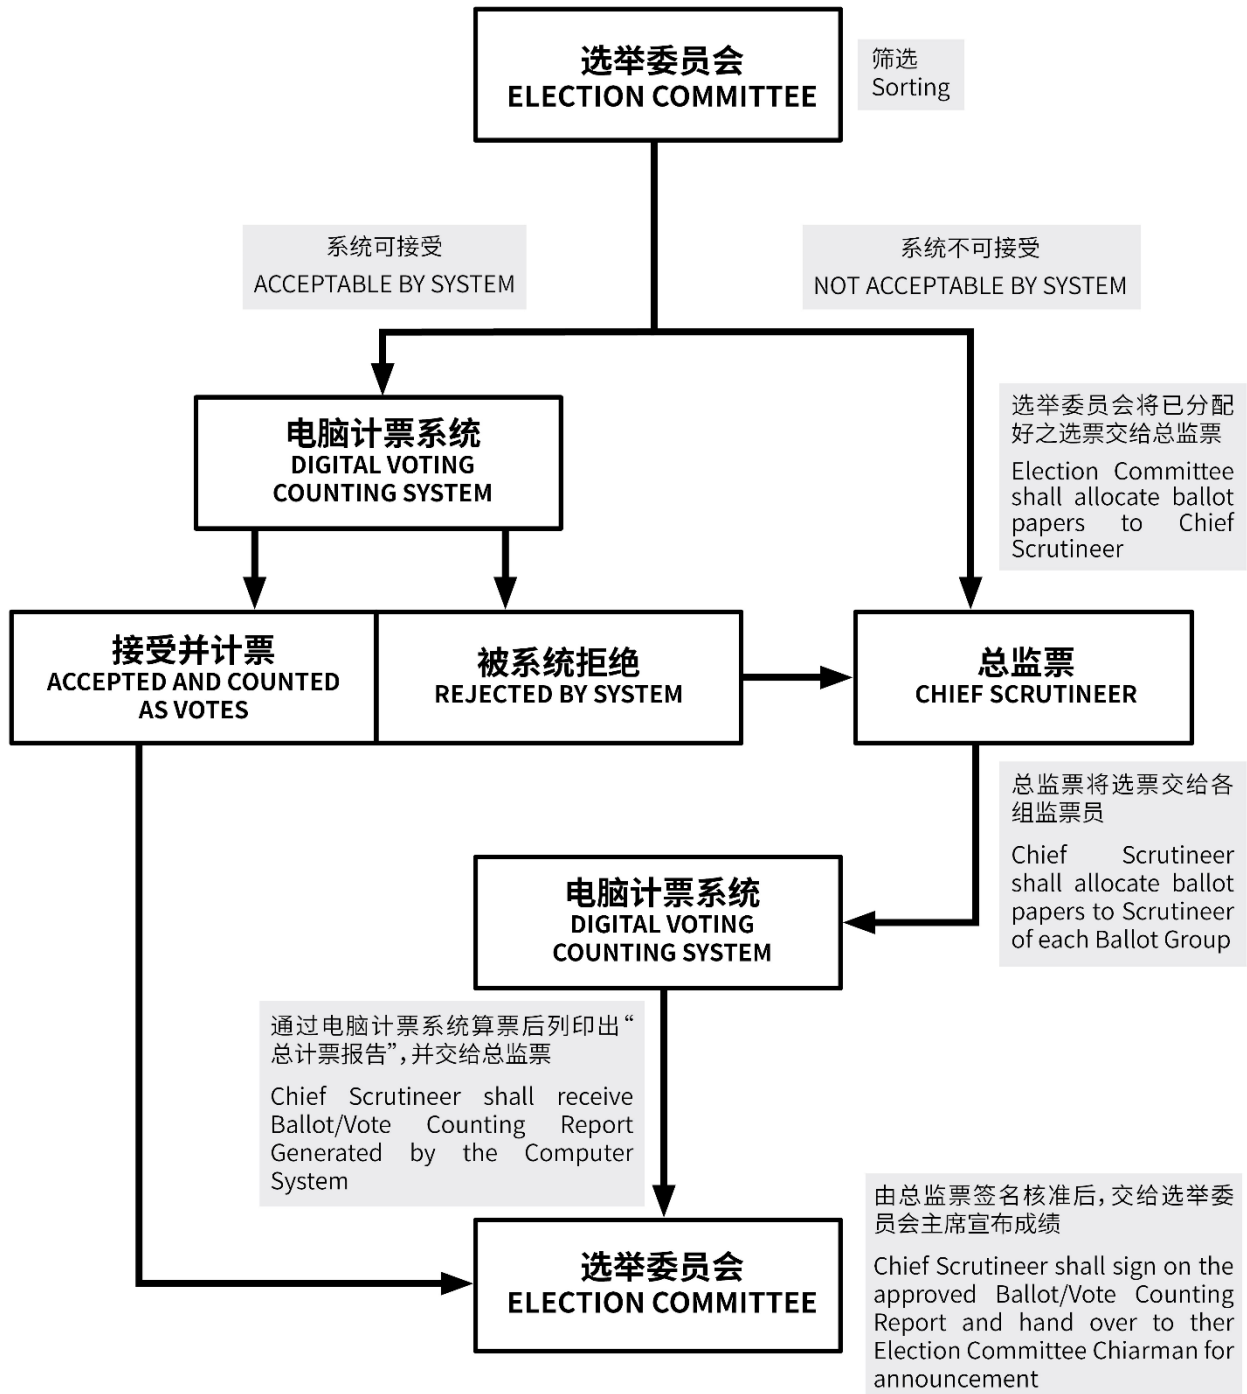 选举委员会
ELECTION COMMITTEE
筛选
Sorting
系统可接受
ACCEPTABLE BY SYSTEM
系统不可接受
NOT ACCEPTABLE BY SYSTEM
电脑计票系统
DIGITAL VOTING
COUNTING SYSTEM
选举委员会将已分配
好之选票交给总监票
Election Committee
shall allocate ballot
papers to Chief
Scrutineer
接受并计票
ACCEPTED AND COUNTED
AS VOTES
被系统拒绝
REJECTED BY SYSTEM
总监票
CHIEF SCRUTINEER
总监票将选票交给各
组监票员
Chief Scrutineer
shall allocate ballot
papers to Scrutineer
of each Ballot Group
电脑计票系统
DIGITAL VOTING
COUNTING SYSTEM
通过电脑计票系统算票后列印出“
总计票报告”，并交给总监票
Chief Scrutineer shall receive
Ballot/Vote Counting Report
Generated by the Computer
System
选举委员会
ELECTION COMMITTEE
由总监票签名核准后，交给选举委
员会主席宣布成绩
Chief Scrutineer shall sign on the
approved Ballot/Vote Counting
Report and hand over to ther
Election Committee Chiarman for
announcement